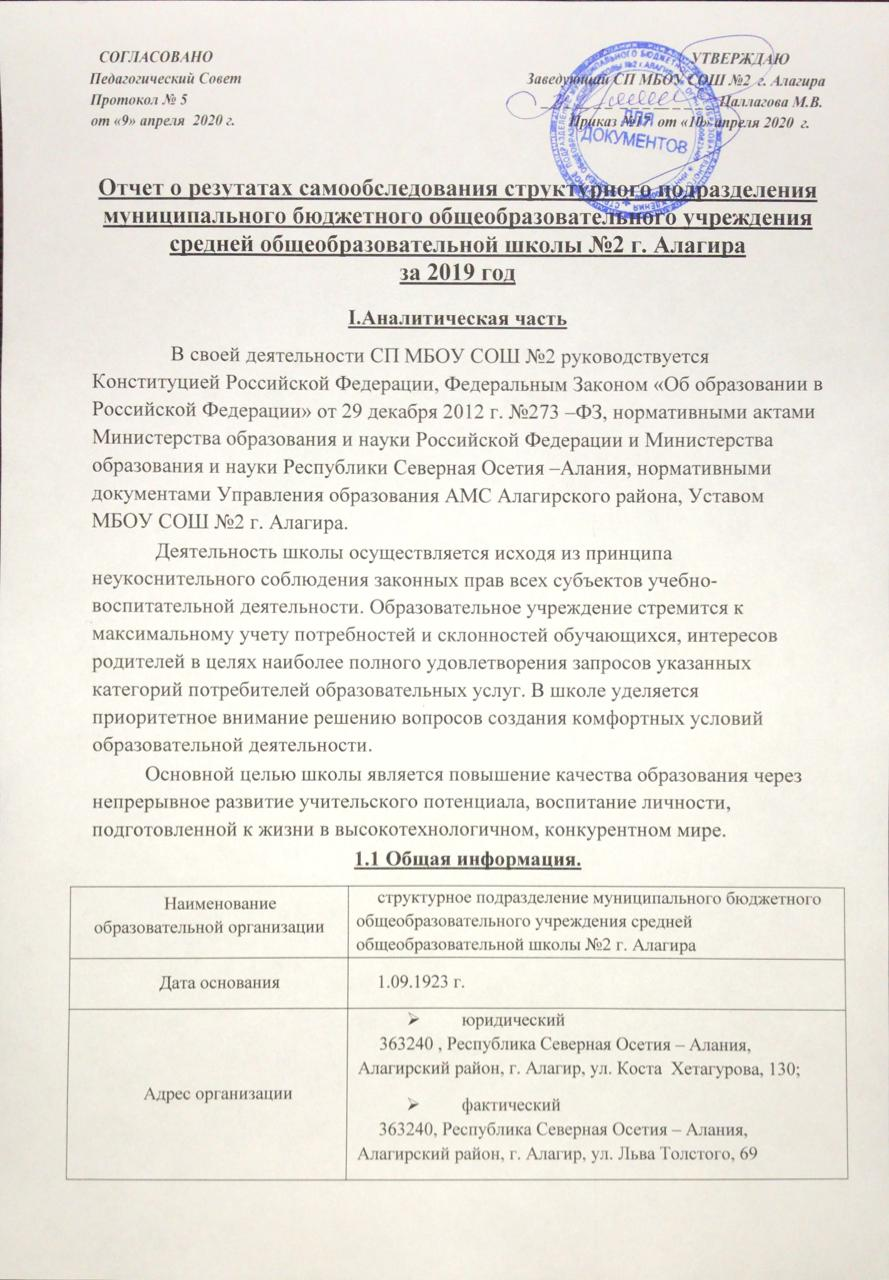 СОГЛАСОВАНО
Педагогический Совет
Протокол № 5
от «9» апреля 2020 г.
УТВЕРЖДАЮ
Заведующий СП МБОУ СОШ №2 г. Алагира
Цаллагова М.В.
Приказ №17 от «10» апреля 2020 г.
ДЛЯ
ДОКУМЕНТОВ
Отчет о резутатах самообследования структурного подразделения
муниципального бюджетного общеобразовательного учреждения
средней общеобразовательной школы №2 г. Алагира
за 2019 год
I.Аналитическая часть
В своей деятельности СП МБОУ СОШ №2 руководствуется
Конституцией Российской Федерации, Федеральным Законом «Об образовании в
Российской Федерации» от 29 декабря 2012 г. №273 –ФЗ, нормативными актами
Министерства образования и науки Российской Федерации и Министерства
образования и науки Республики Северная Осетия –Алания, нормативными
документами Управления образования АМС Алагирского района, Уставом
МБОУ СОШ №2 г. Алагира.
Деятельность школы осуществляется исходя из принципа
неукоснительного соблюдения законных прав всех субъектов учебно-
воспитательной деятельности. Образовательное учреждение стремится к
максимальному учету потребностей и склонностей обучающихся, интересов
родителей в целях наиболее полного удовлетворения запросов указанных
категорий потребителей образовательных услуг. В школе уделяется
приоритетное внимание решению вопросов создания комфортных условий
образовательной деятельности.
Основной целью школы является повышение качества образования через
непрерывное развитие учительского потенциала, воспитание личности,
подготовленной к жизни в высокотехнологичном, конкурентном мире.
1.1 Общая информация.
Наименование
образовательной организации
структурное подразделение муниципального бюджетного
общеобразовательного учреждения средней
общеобразовательной школы №2 г. Алагира
Дата основания
1.09.1923 г.
Адрес организации
➢ юридический
363240 , Республика Северная Осетия – Алания,
Алагирский район, г. Алагир, ул. Коста Хетагурова, 130;
➢ фактический
363240, Республика Северная Осетия – Алания,
Алагирский район, г. Алагир, ул. Льва Толстого, 69